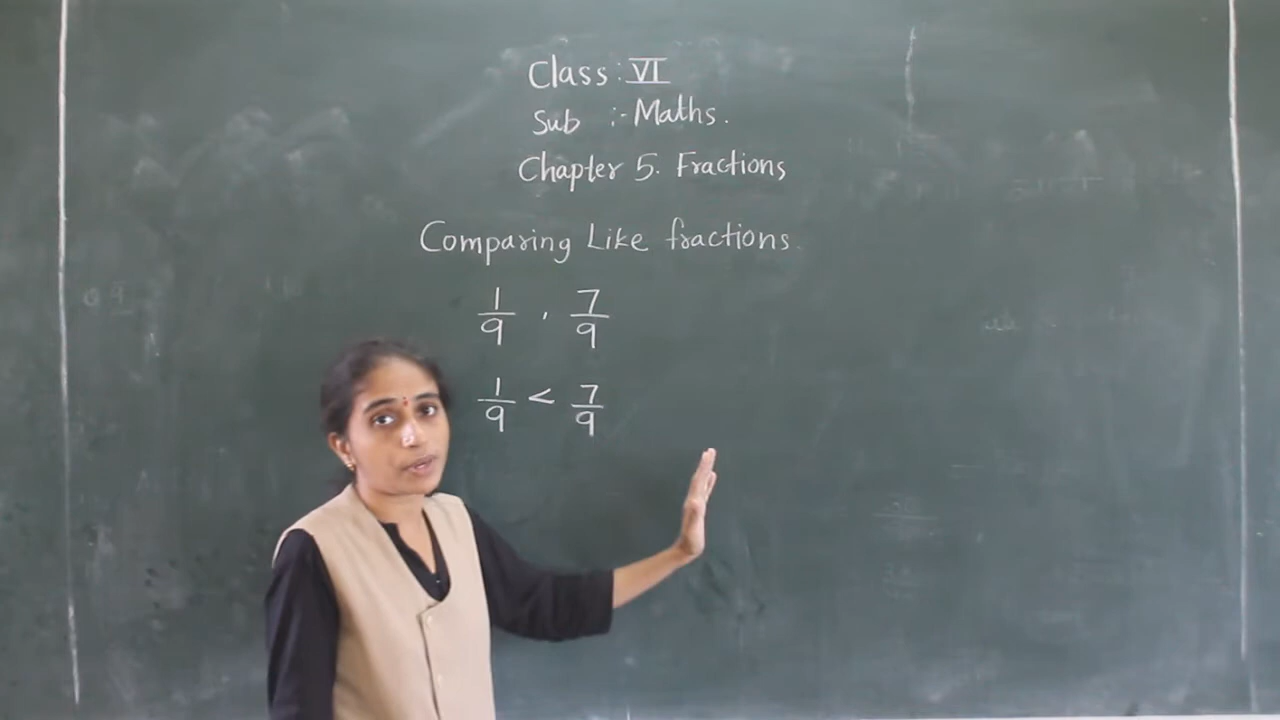 Class : VI
Sub :- Maths.
Chapter 5. Fractions
Comparing Like fractions.
1/9 , 7/9
1/9 < 7/9